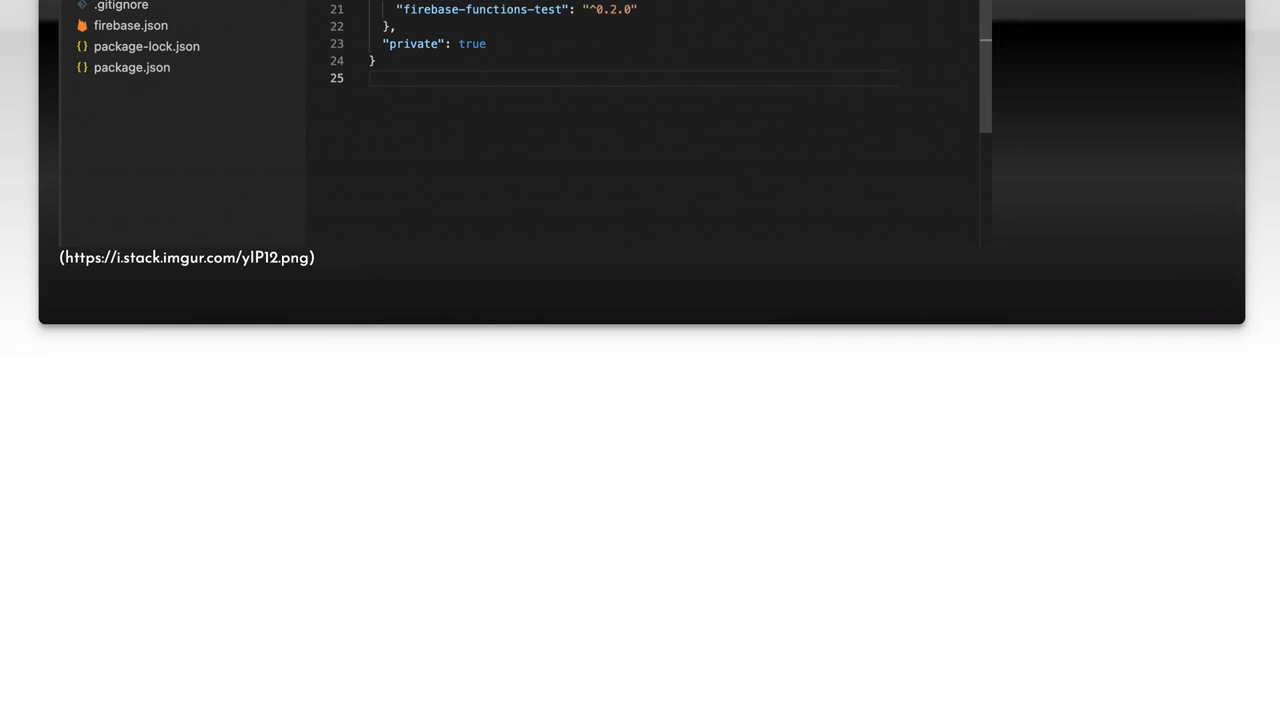 .gitignore
firebase.json
{} package-lock.json
{} package.json
21 "firebase-functions-test": "^0.2.0"
22 },
23 "private": true
24 }
25
(https://i.stack.imgur.com/yIP12.png)